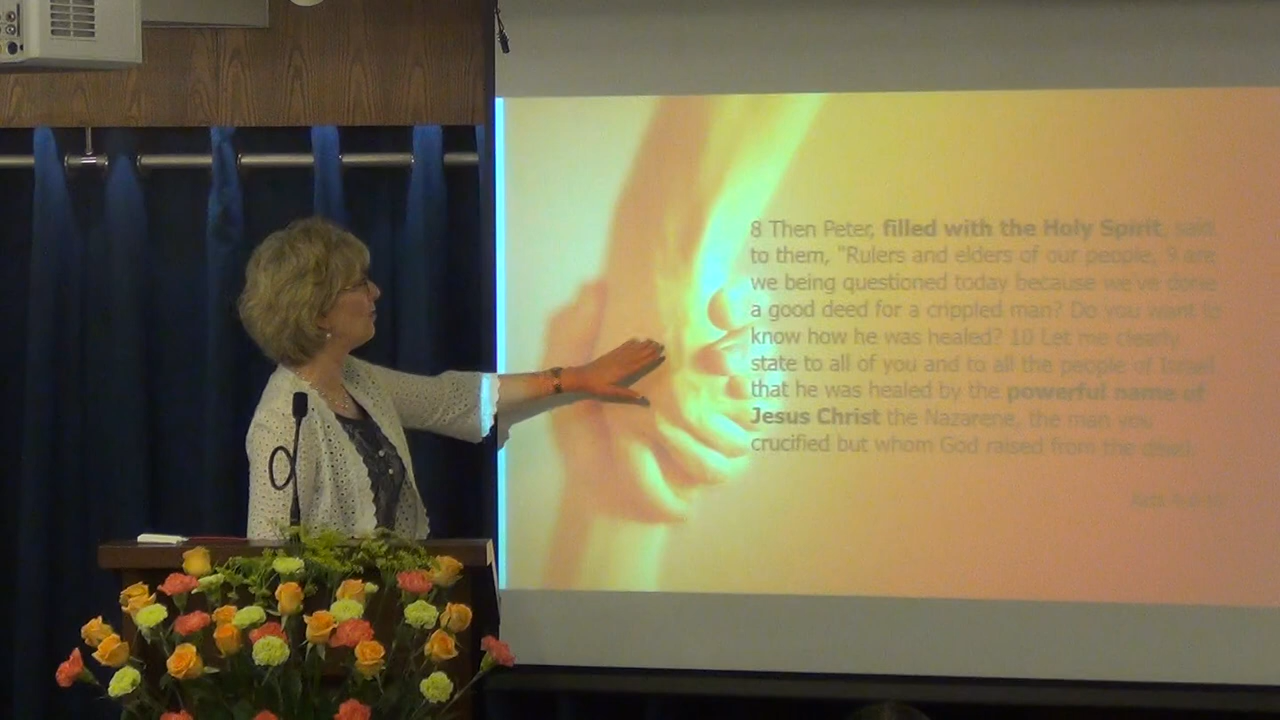 8 Then Peter, filled with the Holy Spirit, said
to them, "Rulers and elders of our people, 9 are
we being questioned today because we've done
a good deed for a crippled man? Do you want to
know how he was healed? 10 Let me clearly
state to all of you and to all the people of Israel
that he was healed by the powerful name of
Jesus Christ the Nazarene, the man you
crucified but whom God raised from the dead.